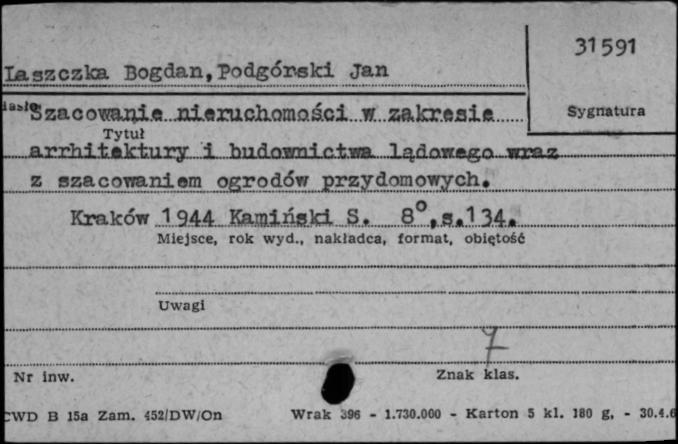 31591
Laszczka Bogdan, Podgórski Jan
Sygnatura
Szacowanie nieruchomości w zakresie
Tytuł
arrhitektury i budownictwa lądowego wraz
z szacowaniem ogrodów przydomowych.
Kraków 1944 Kamiński S. 8°, s.134.
Miejsce, rok wyd., nakładca, format, objętość
Uwagi
7
Nr inw.
Znak klas.
CWD B 15a Zam. 452/DW/On Wrak 396 - 1.730.000 - Karton 5 kl. 180 g, - 30.4.6